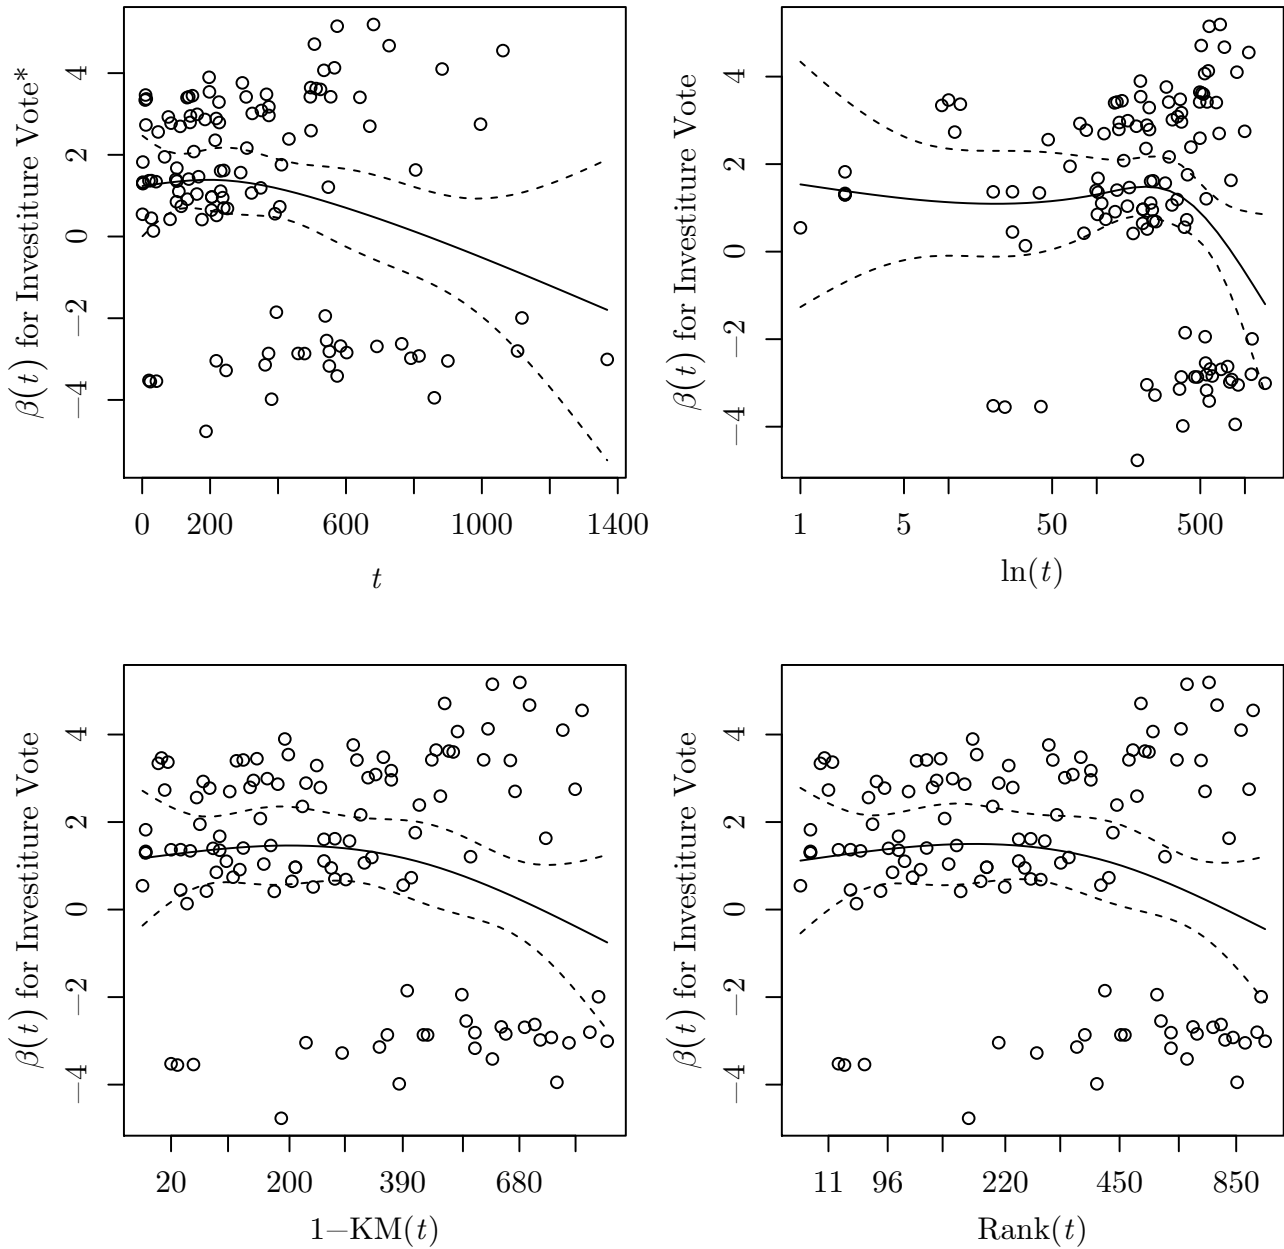 β(t) for Investiture Vote*
4
2
0
−2
−4
0 200 600 1000 1400
t
β(t) for Investiture Vote
4
2
0
−2
−4
1 5 50 500
ln(t)
β(t) for Investiture Vote
4
2
0
−2
−4
20 200 390 680
1−KM(t)
β(t) for Investiture Vote
4
2
0
−2
−4
11 96 220 450 850
Rank(t)